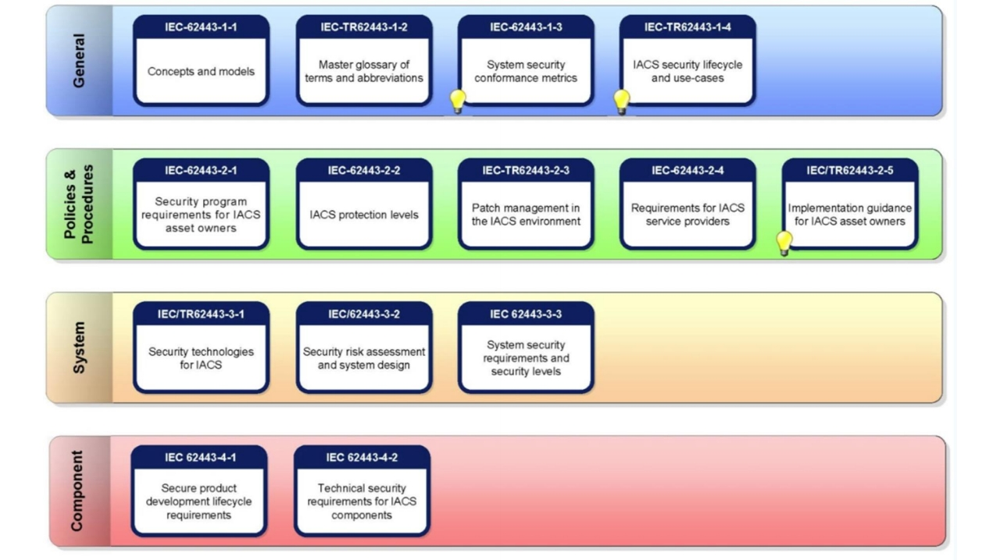 General
IEC-62443-1-1
Concepts and models
IEC-TR62443-1-2
Master glossary of
terms and abbreviations
IEC-62443-1-3
System security
conformance metrics
IEC-TR62443-1-4
IACS security lifecycle
and use-cases
Policies &
Procedures
IEC-62443-2-1
Security program
requirements for IACS
asset owners
IEC-62443-2-2
IACS protection levels
IEC-TR62443-2-3
Patch management in
the IACS environment
IEC-62443-2-4
Requirements for IACS
service providers
IEC/TR62443-2-5
Implementation guidance
for IACS asset owners
System
IEC/TR62443-3-1
Security technologies
for IACS
IEC/62443-3-2
Security risk assessment
and system design
IEC 62443-3-3
System security
requirements and
security levels
Component
IEC 62443-4-1
Secure product
development lifecycle
requirements
IEC 62443-4-2
Technical security
requirements for IACS
components